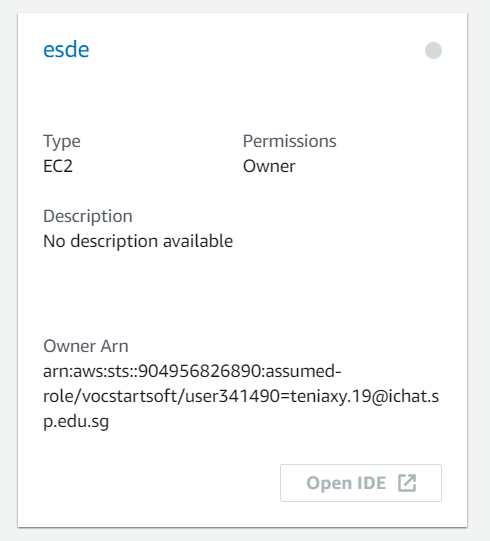 esde
Type
Permissions
EC2
Owner
Description
No description available
Owner Arn
arn:aws:sts::904956826890:assumed-
role/vocstartsoft/user341490=teniaxy.19@ichat.s
p.edu.sg
Open IDE